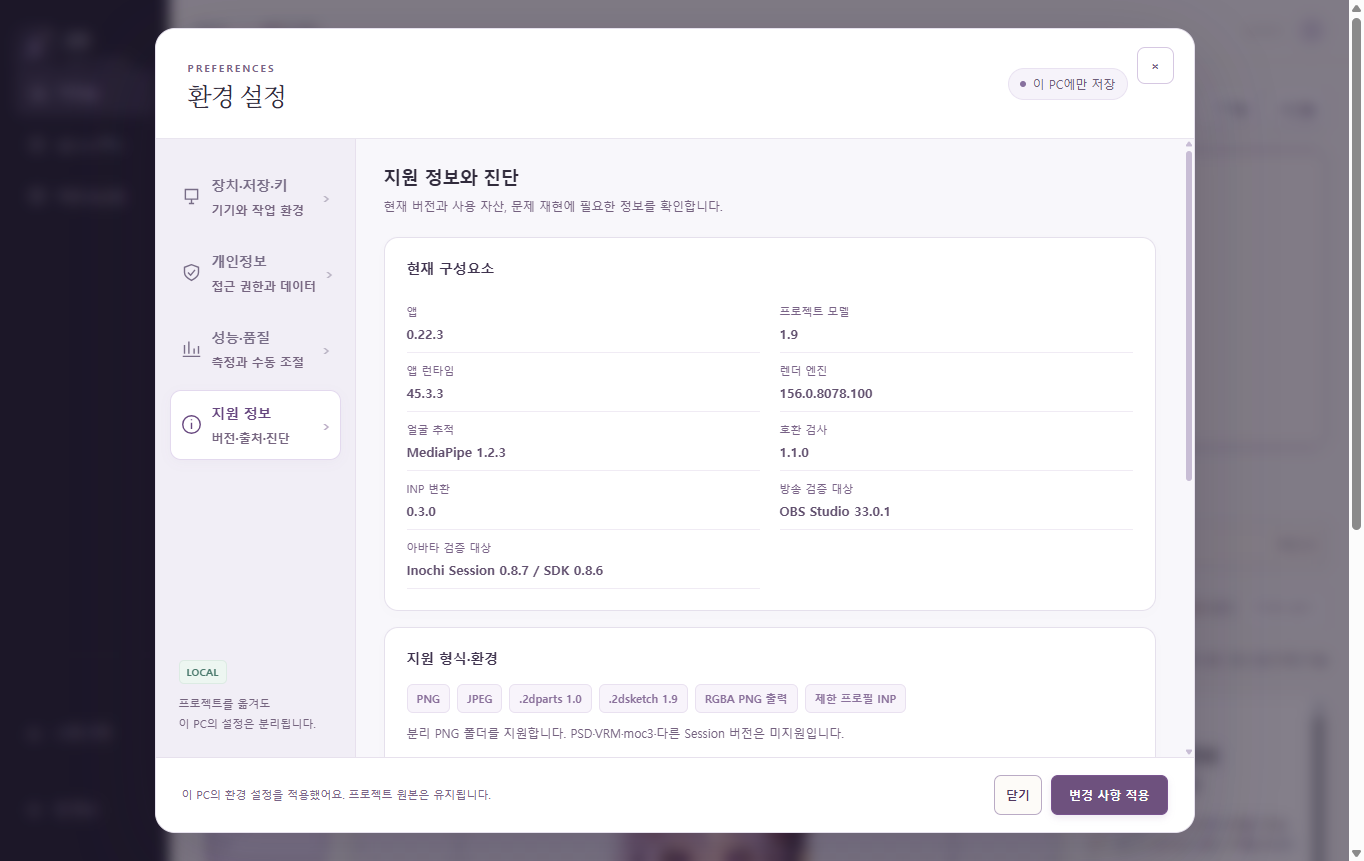 PREFERENCES
환경 설정
이 PC에만 저장
×
장치·저장·키
기기와 작업 환경
개인정보
접근 권한과 데이터
성능·품질
측정과 수동 조절
지원 정보
버전·출처·진단
LOCAL
프로젝트를 옮겨도
이 PC의 설정은 분리됩니다.
지원 정보와 진단
현재 버전과 사용 자산, 문제 재현에 필요한 정보를 확인합니다.
현재 구성요소
앱
0.22.3
프로젝트 모델
1.9
앱 런타임
45.3.3
렌더 엔진
156.0.8078.100
얼굴 추적
MediaPipe 1.2.3
호환 검사
1.1.0
INP 변환
0.3.0
방송 검증 대상
OBS Studio 33.0.1
아바타 검증 대상
Inochi Session 0.8.7 / SDK 0.8.6
지원 형식·환경
PNG JPEG .2dparts 1.0 .2dsketch 1.9 RGBA PNG 출력 제한 프로필 INP
분리 PNG 폴더를 지원합니다. PSD·VRM·moc3·다른 Session 버전은 미지원입니다.
이 PC의 환경 설정을 적용했어요. 프로젝트 원본은 유지됩니다.
닫기
변경 사항 적용